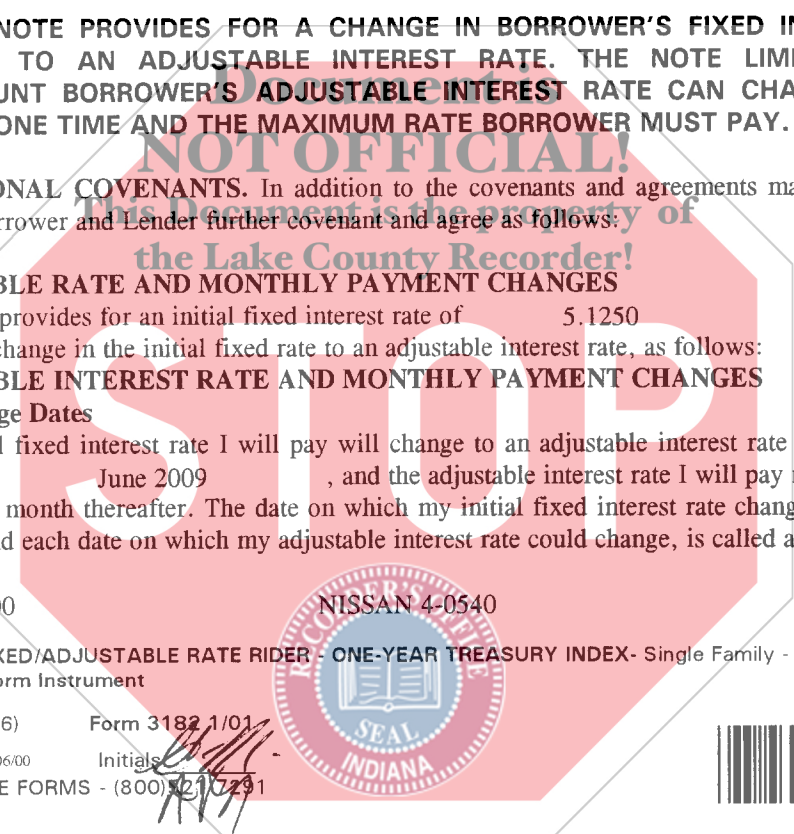 NOTE PROVIDES FOR A CHANGE IN BORROWER'S FIXED IN
TO AN ADJUSTABLE INTEREST RATE. THE NOTE LIMI
UNT BORROWER'S ADJUSTABLE INTEREST RATE CAN CHA
ONE TIME AND THE MAXIMUM RATE BORROWER MUST PAY.
Document is
NOT OFFICIAL!
This Document is the property of
the Lake County Recorder!
ONAL COVENANTS. In addition to the covenants and agreements ma
rrower and Lender further covenant and agree as follows:
BLE RATE AND MONTHLY PAYMENT CHANGES
provides for an initial fixed interest rate of 5.1250
change in the initial fixed rate to an adjustable interest rate, as follows:
BLE INTEREST RATE AND MONTHLY PAYMENT CHANGES
ge Dates
l fixed interest rate I will pay will change to an adjustable interest rate
June 2009 , and the adjustable interest rate I will pay
month thereafter. The date on which my initial fixed interest rate chang
d each date on which my adjustable interest rate could change, is called a
STOP
00 NISSAN 4-0540
XED/ADJUSTABLE RATE RIDER - ONE-YEAR TREASURY INDEX- Single Family -
orm Instrument
6) Form 3182 1/01
06/00 Initials
E FORMS - (800)521-7291
RECORDER'S OFFICE
SEAL
INDIANA